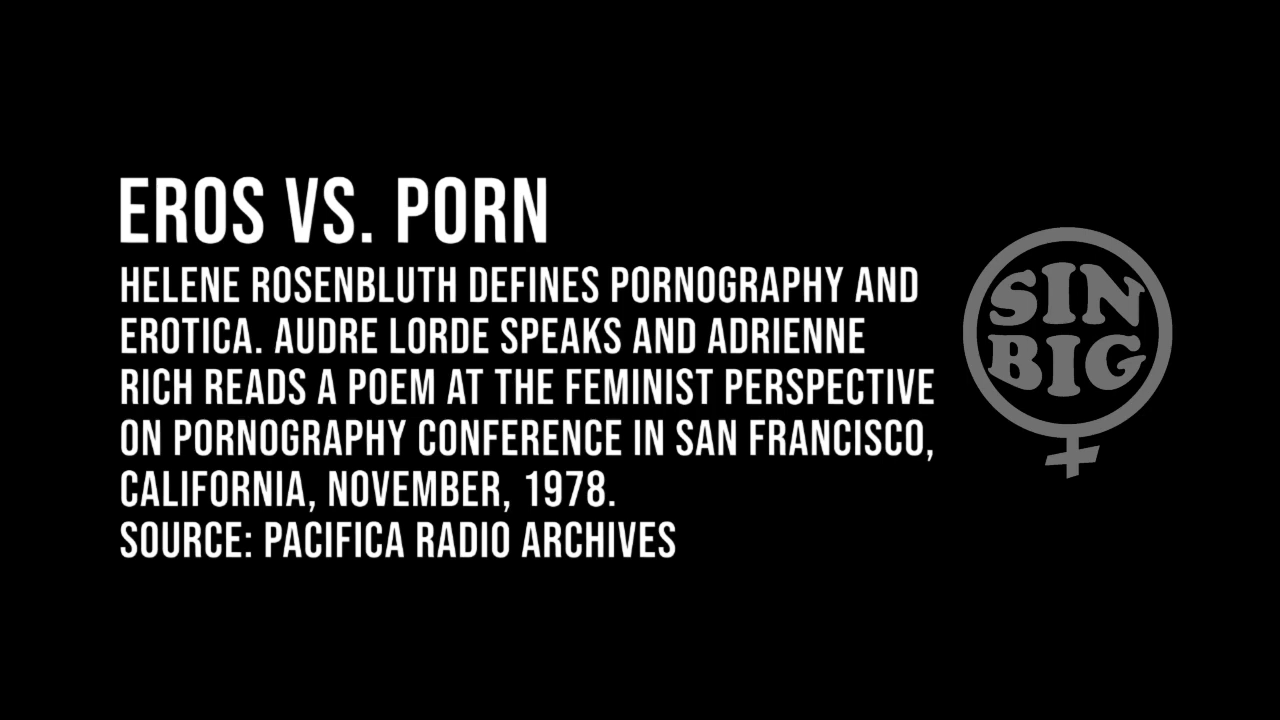 EROS VS. PORN
HELENE ROSENBLUTH DEFINES PORNOGRAPHY AND
EROTICA. AUDRE LORDE SPEAKS AND ADRIENNE
RICH READS A POEM AT THE FEMINIST PERSPECTIVE
ON PORNOGRAPHY CONFERENCE IN SAN FRANCISCO,
CALIFORNIA, NOVEMBER, 1978.
SOURCE: PACIFICA RADIO ARCHIVES
SIN
BIG